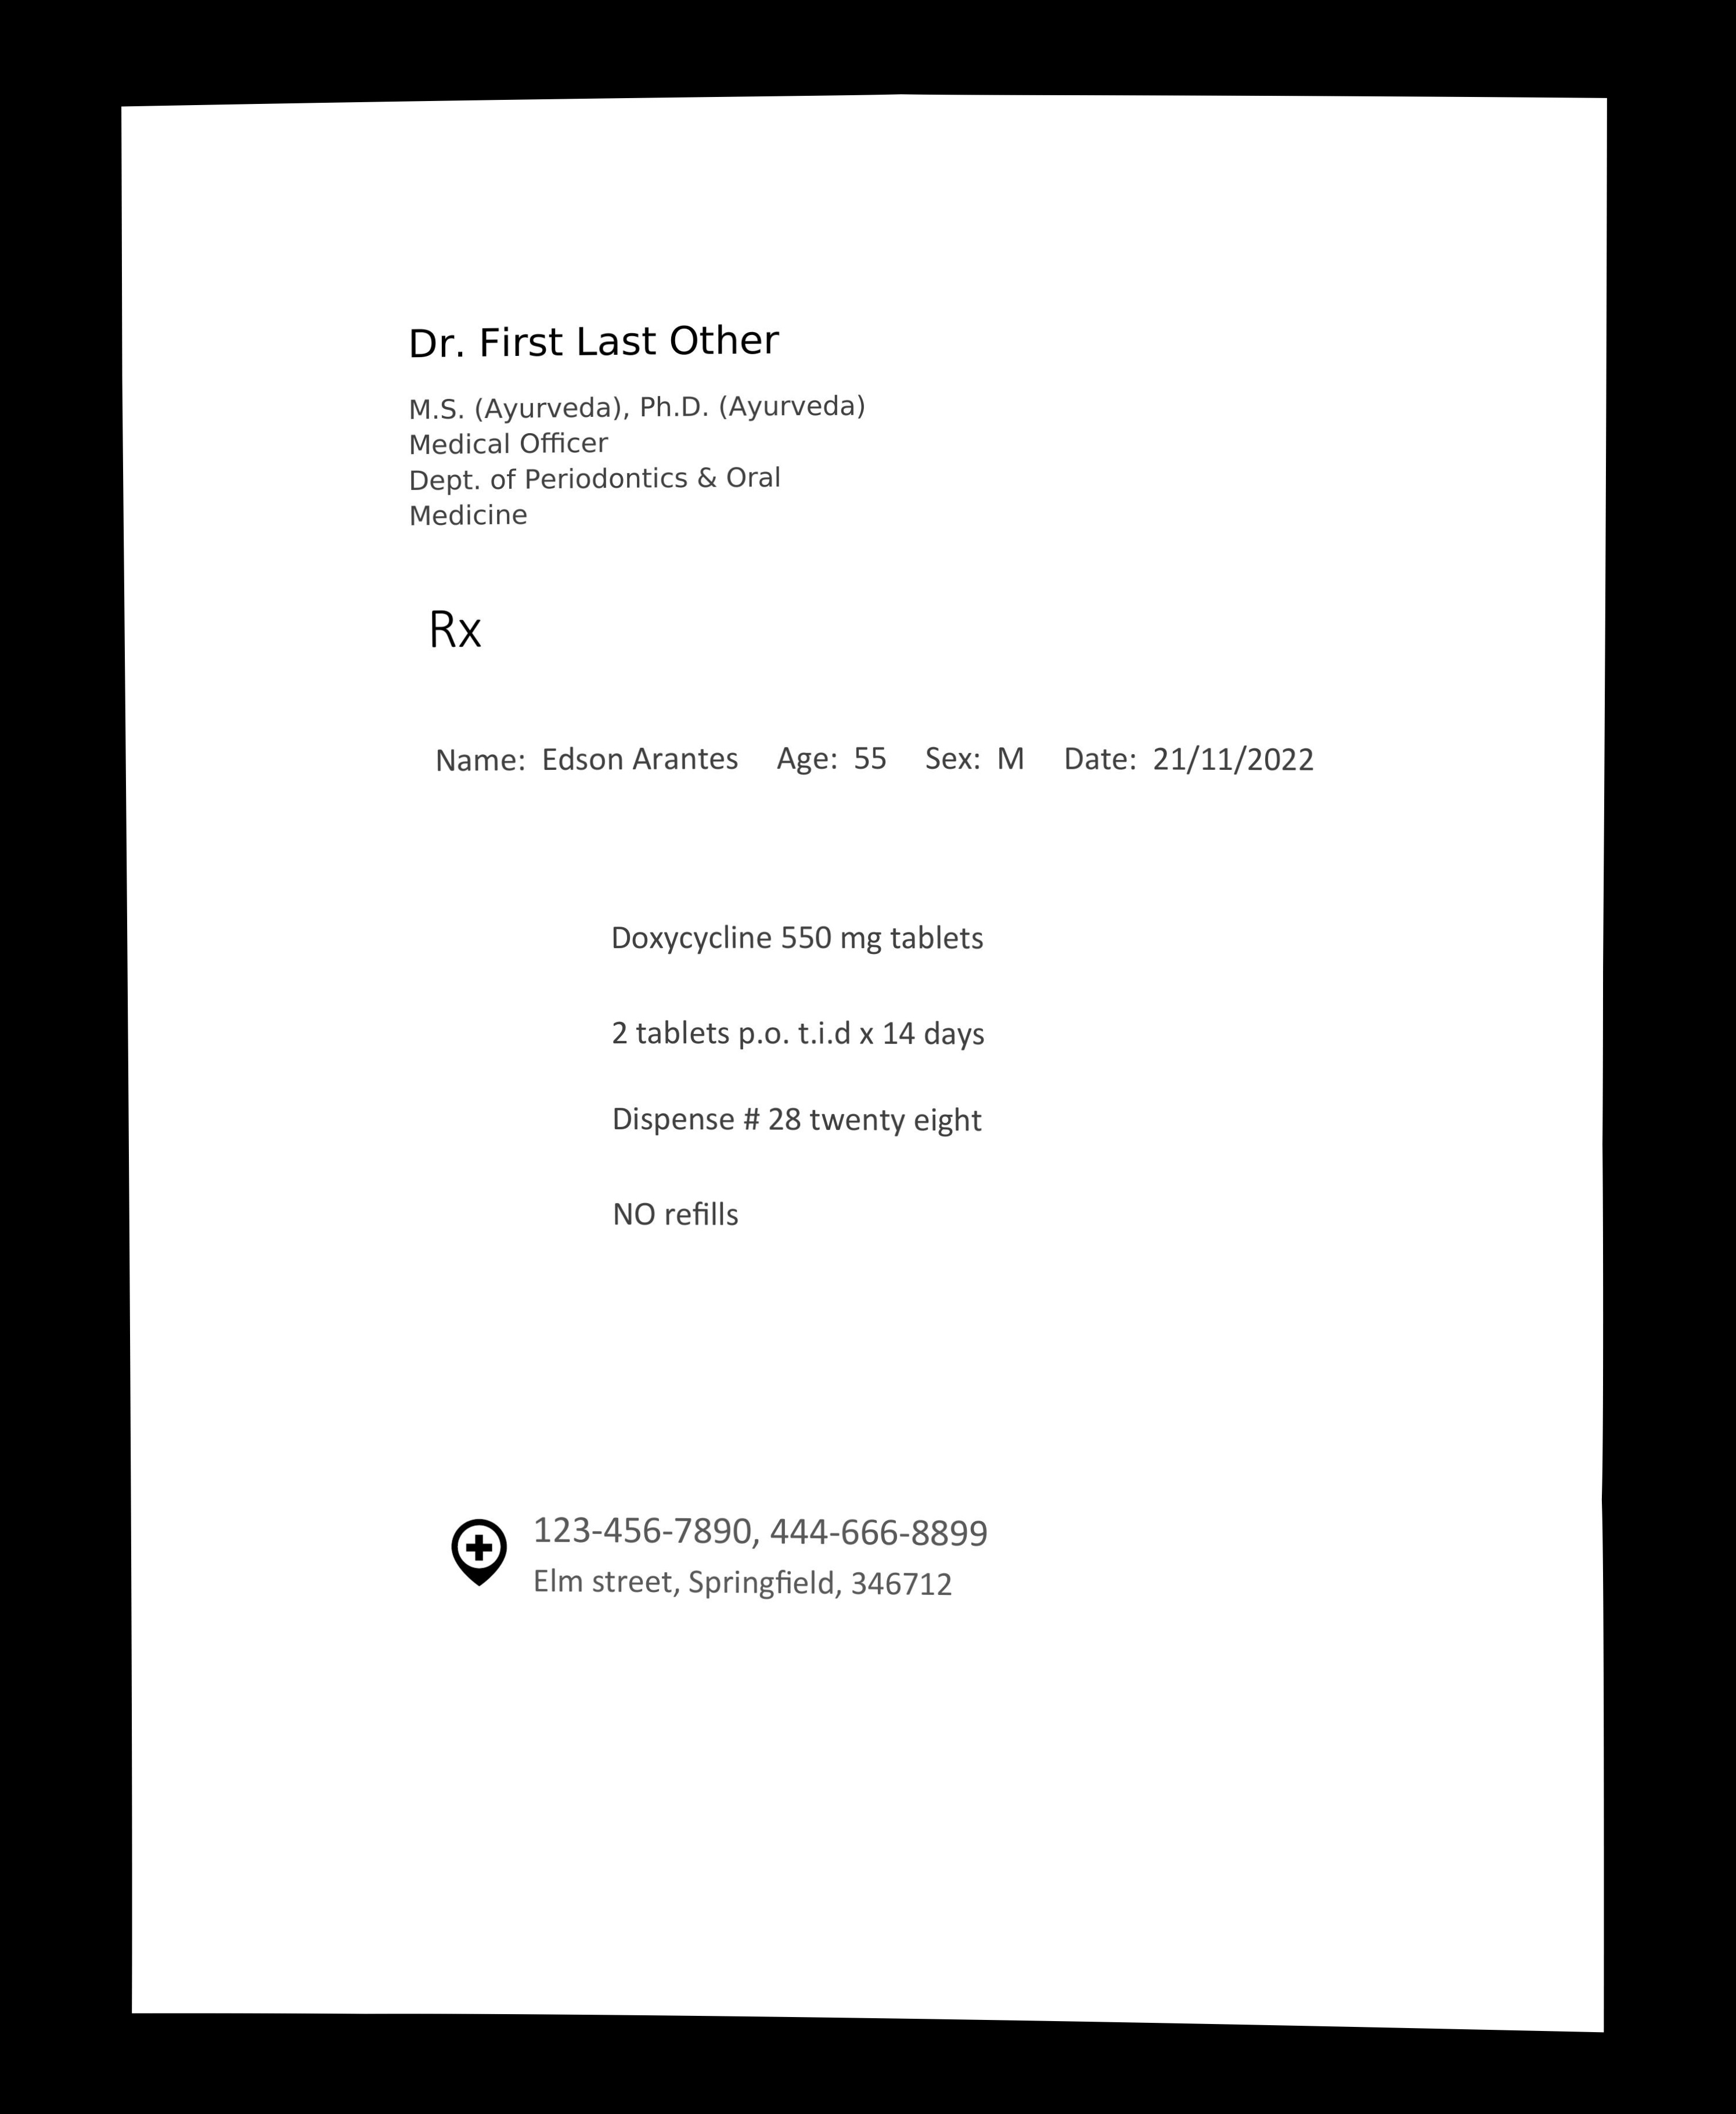 Dr. First Last Other
M.S. (Ayurveda), Ph.D. (Ayurveda)
Medical Officer
Dept. of Periodontics & Oral
Medicine
Rx
Name: Edson Arantes Age: 55 Sex: M Date: 21/11/2022
Doxycycline 550 mg tablets
2 tablets p.o. t.i.d x 14 days
Dispense # 28 twenty eight
NO refills
123-456-7890, 444-666-8899
Elm street, Springfield, 346712